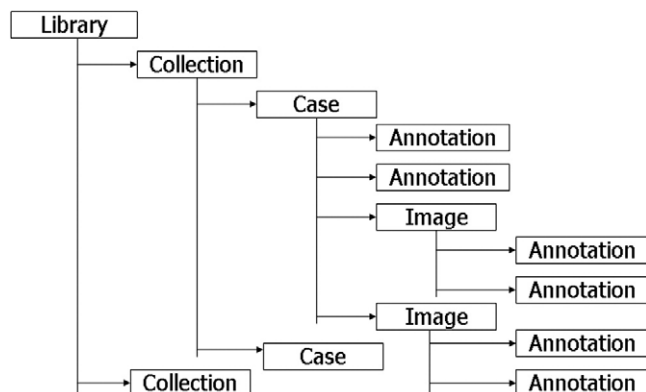 Library
Collection
Case
Annotation
Annotation
Image
Annotation
Annotation
Image
Annotation
Case
Collection
Annotation